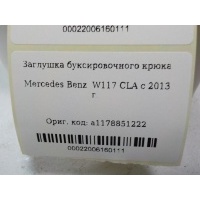 00022006160111
Заглушка буксировочного крюка
Mercedes Benz W117 CLA с 2013
г
Ориг. код: a1178851222
00022006160111